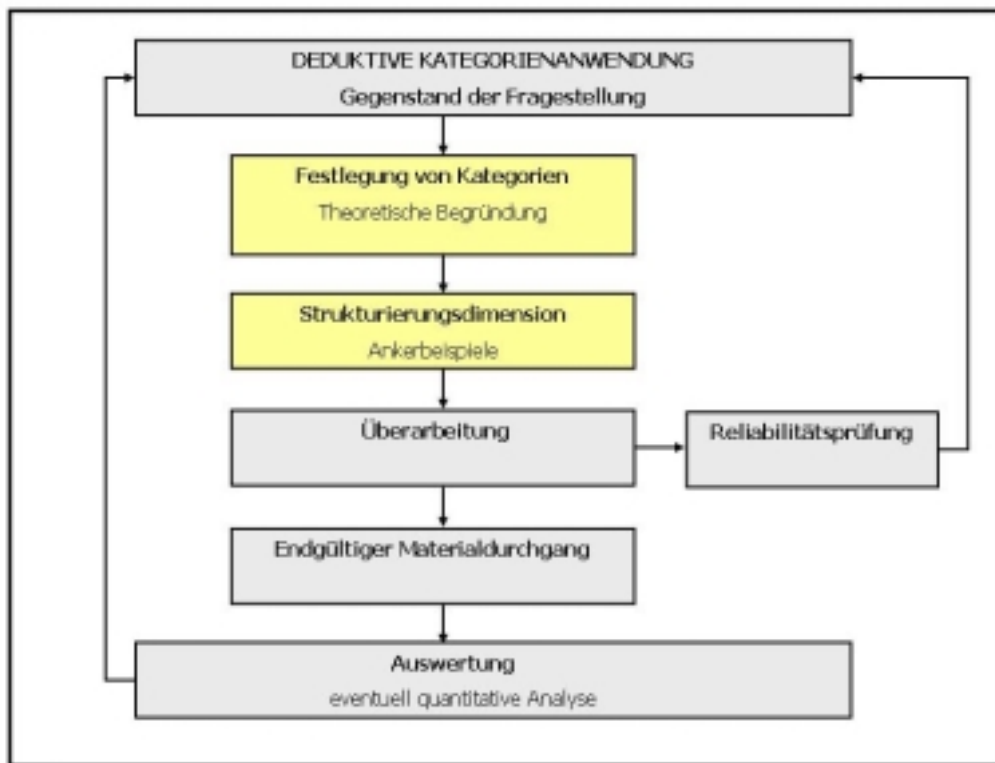 DEDUKTIVE KATEGORIENANWENDUNG
Gegenstand der Fragestellung
Festlegung von Kategorien
Theoretische Begründung
Strukturierungsdimension
Ankerbeispiele
Überarbeitung
Reliabilitätsprüfung
Endgültiger Materialdurchgang
Auswertung
eventuell quantitative Analyse